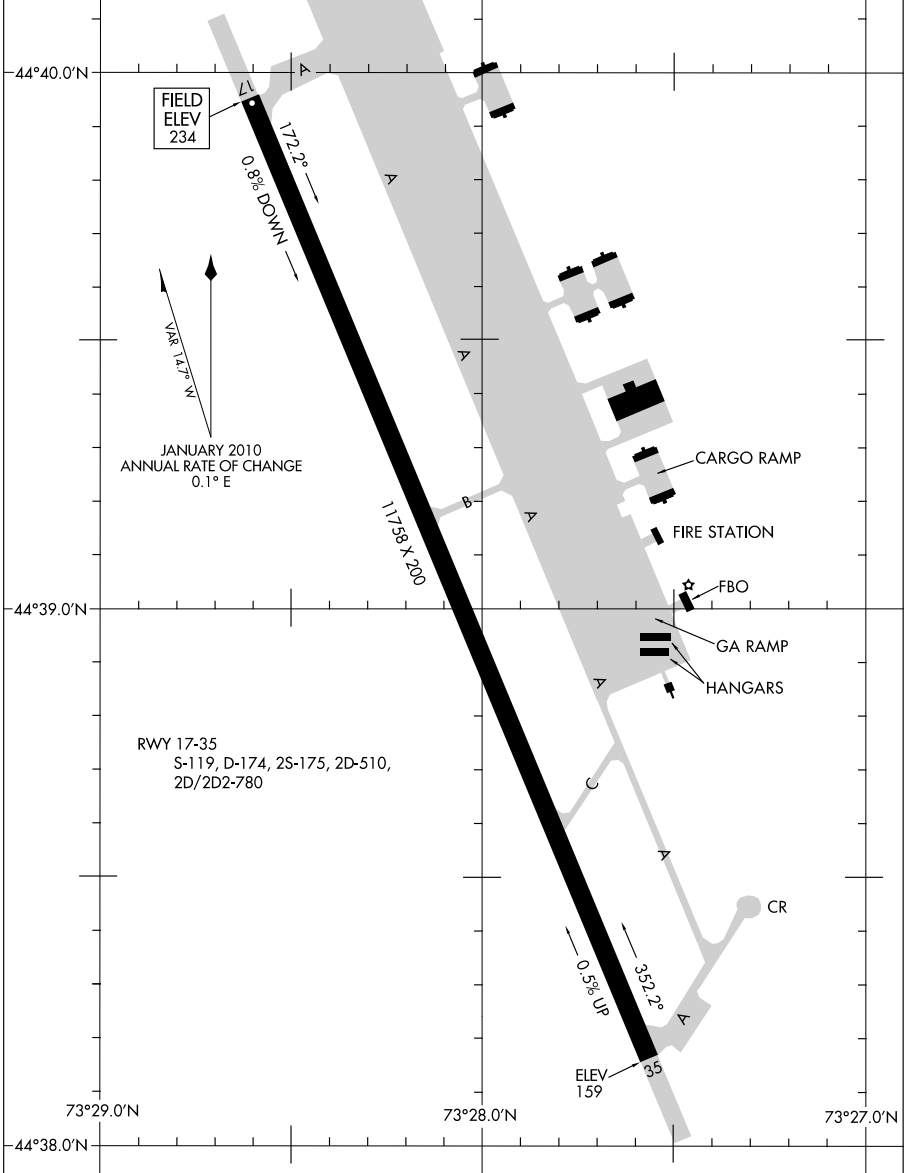 44°40.0'N
A
17
FIELD
ELEV
234
172.2°
A
0.8% DOWN
VAR 14.7° W
A
JANUARY 2010
ANNUAL RATE OF CHANGE
0.1° E
CARGO RAMP
B
A
11758 X 200
FIRE STATION
FBO
44°39.0'N
GA RAMP
A
HANGARS
RWY 17-35
S-119, D-174, 2S-175, 2D-510,
2D/2D2-780
C
A
CR
0.5% UP
352.2°
A
35
ELEV
159
73°29.0'N
73°28.0'N
73°27.0'N
44°38.0'N